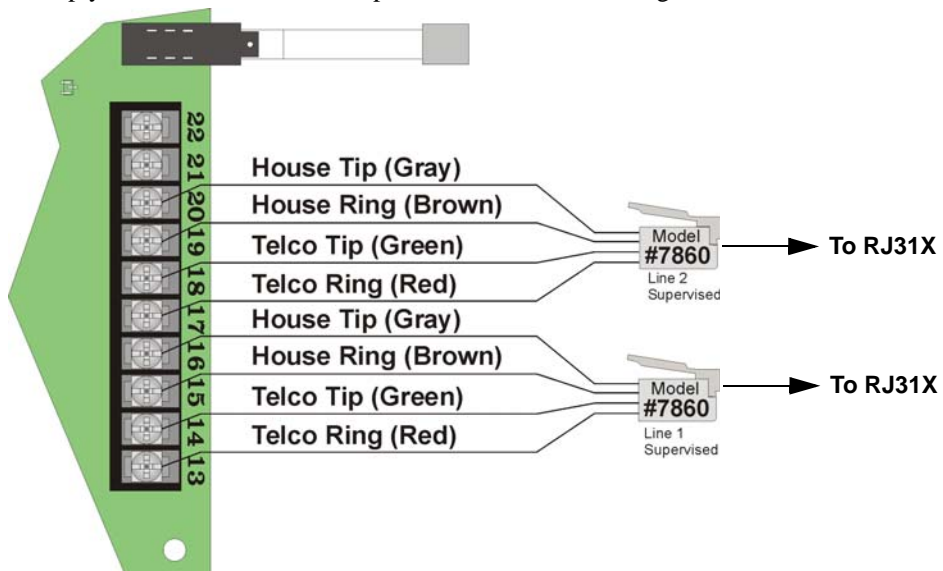 22
21
20
19
18
17
16
15
14
13
House Tip (Gray)
House Ring (Brown)
Telco Tip (Green)
Telco Ring (Red)
House Tip (Gray)
House Ring (Brown)
Telco Tip (Green)
Telco Ring (Red)
Model
#7860
Line 2
Supervised
To RJ31X
Model
#7860
Line 1
Supervised
To RJ31X